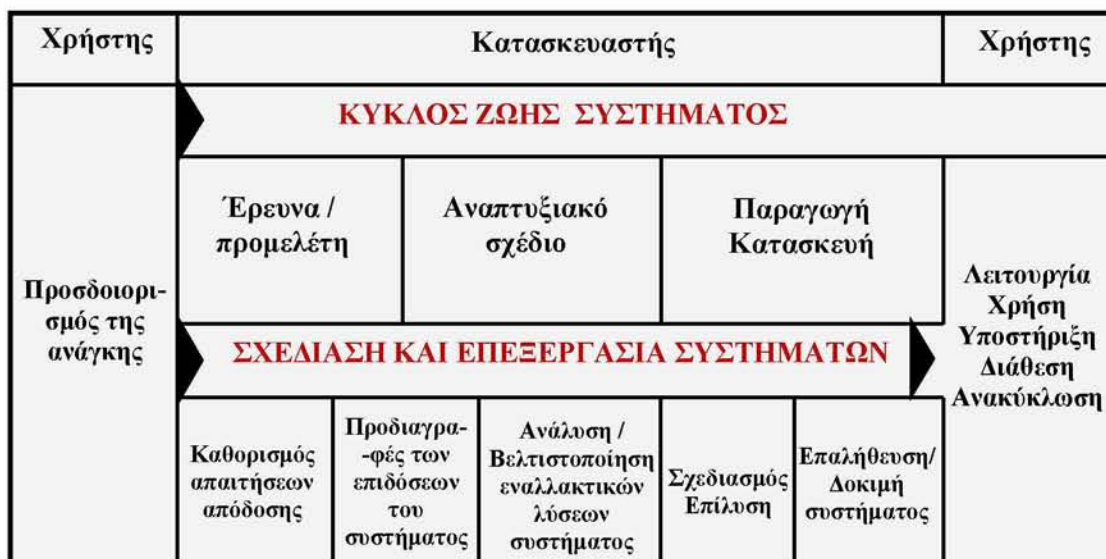 Χρήστης
Κατασκευαστής
Χρήστης
ΚΥΚΛΟΣ ΖΩΗΣ ΣΥΣΤΗΜΑΤΟΣ
Προσδοιορι-
σμός της
ανάγκης
Έρευνα /
προμελέτη
Αναπτυξιακό
σχέδιο
Παραγωγή
Κατασκευή
Λειτουργία
Χρήση
Υποστήριξη
Διάθεση
Ανακύκλωση
ΣΧΕΔΙΑΣΗ ΚΑΙ ΕΠΕΞΕΡΓΑΣΙΑ ΣΥΣΤΗΜΑΤΩΝ
Καθορισμός
απαιτήσεων
απόδοσης
Προδιαγρα-
-φές των
επιδόσεων
του
συστήματος
Ανάλυση /
Βελτιστοποίηση
εναλλακτικών
λύσεων
συστήματος
Σχεδιασμός
Επίλυση
Επαλήθευση/
Δοκιμή
συστήματος